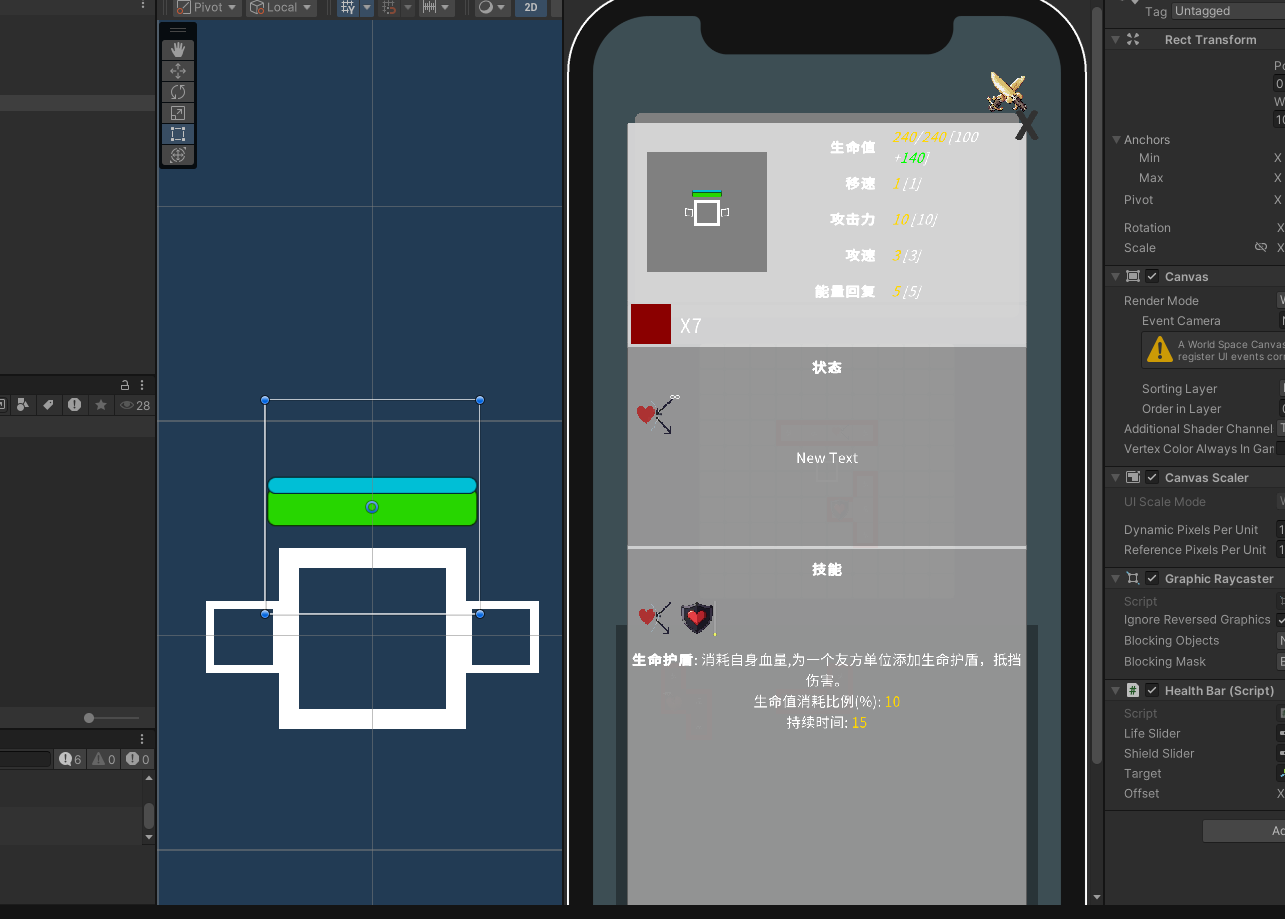 Pivot
Local
2D
28
6
0
0
X
生命值
240/240[100
+140]
移速
1[1]
攻击力
10[10]
攻速
3[3]
能量回复
5[5]
X7
状态
∞
New Text
技能
生命护盾: 消耗自身血量,为一个友方单位添加生命护盾，抵挡
伤害。
生命值消耗比例(%): 10
持续时间: 15
Tag Untagged
Rect Transform
Anchors
Min X
Max X
Pivot X
Rotation X
Scale X
Canvas
Render Mode
Event Camera
A World Space Canvas
register UI events
Sorting Layer
Order in Layer
Additional Shader Channel
Vertex Color Always In
Canvas Scaler
UI Scale Mode
Dynamic Pixels Per Unit
Reference Pixels Per Unit
Graphic Raycaster
Script
Ignore Reversed Graphics
Blocking Objects
Blocking Mask
Health Bar (Script)
Script
Life Slider
Shield Slider
Target
Offset X